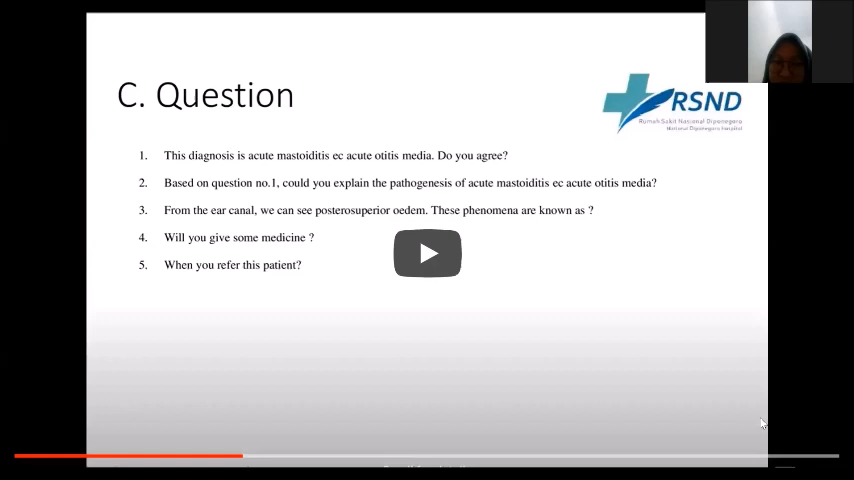 C. Question
RSND
Rumah Sakit Nasional Diponegoro
National Diponegoro Hospital
1. This diagnosis is acute mastoiditis ec acute otitis media. Do you agree?
2. Based on question no.1, could you explain the pathogenesis of acute mastoiditis ec acute otitis media?
3. From the ear canal, we can see posterosuperior oedem. These phenomena are known as ?
4. Will you give some medicine ?
5. When you refer this patient?